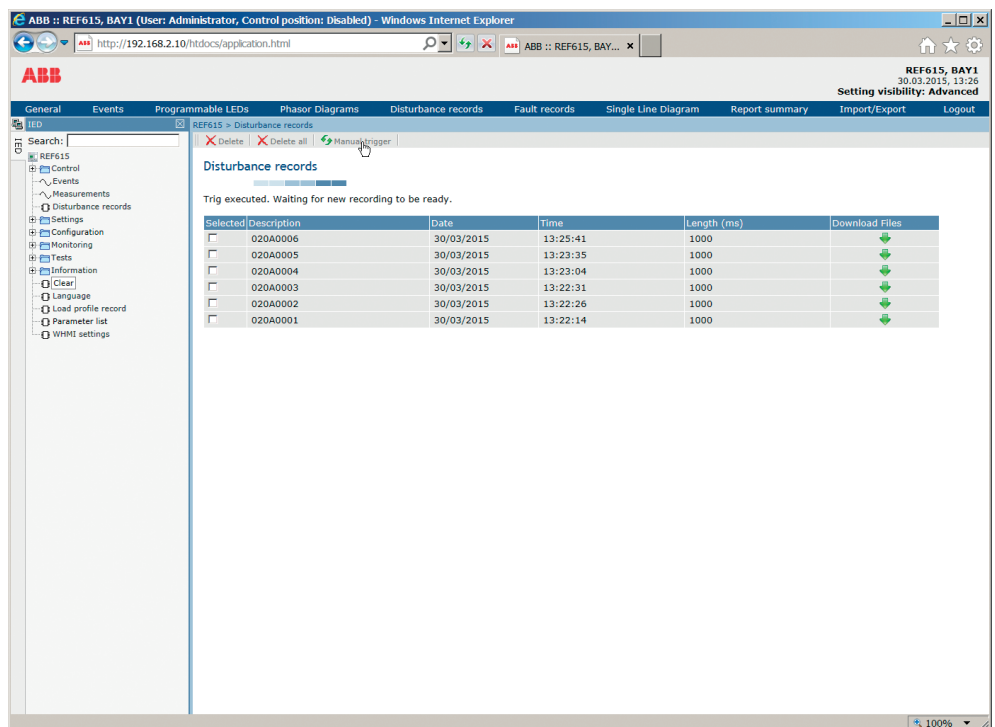 ABB :: REF615, BAY1 (User: Administrator, Control position: Disabled) - Windows Internet Explorer
http://192.168.2.10/htdocs/application.html
ABB :: REF615, BAY...
ABB
REF615, BAY1
30.03.2015, 13:26
Setting visibility: Advanced
General Events Programmable LEDs Phasor Diagrams Disturbance records Fault records Single Line Diagram Report summary Import/Export Logout
IED
REF615 > Disturbance records
IED
Search:
Delete Delete all Manual trigger
REF615
Control
Events
Measurements
Disturbance records
Settings
Configuration
Monitoring
Tests
Information
Clear
Language
Load profile record
Parameter list
WHMI settings
Disturbance records
Trig executed. Waiting for new recording to be ready.
Selected Description Date Time Length (ms) Download Files
020A0006 30/03/2015 13:25:41 1000
020A0005 30/03/2015 13:23:35 1000
020A0004 30/03/2015 13:23:04 1000
020A0003 30/03/2015 13:22:31 1000
020A0002 30/03/2015 13:22:26 1000
020A0001 30/03/2015 13:22:14 1000
100%